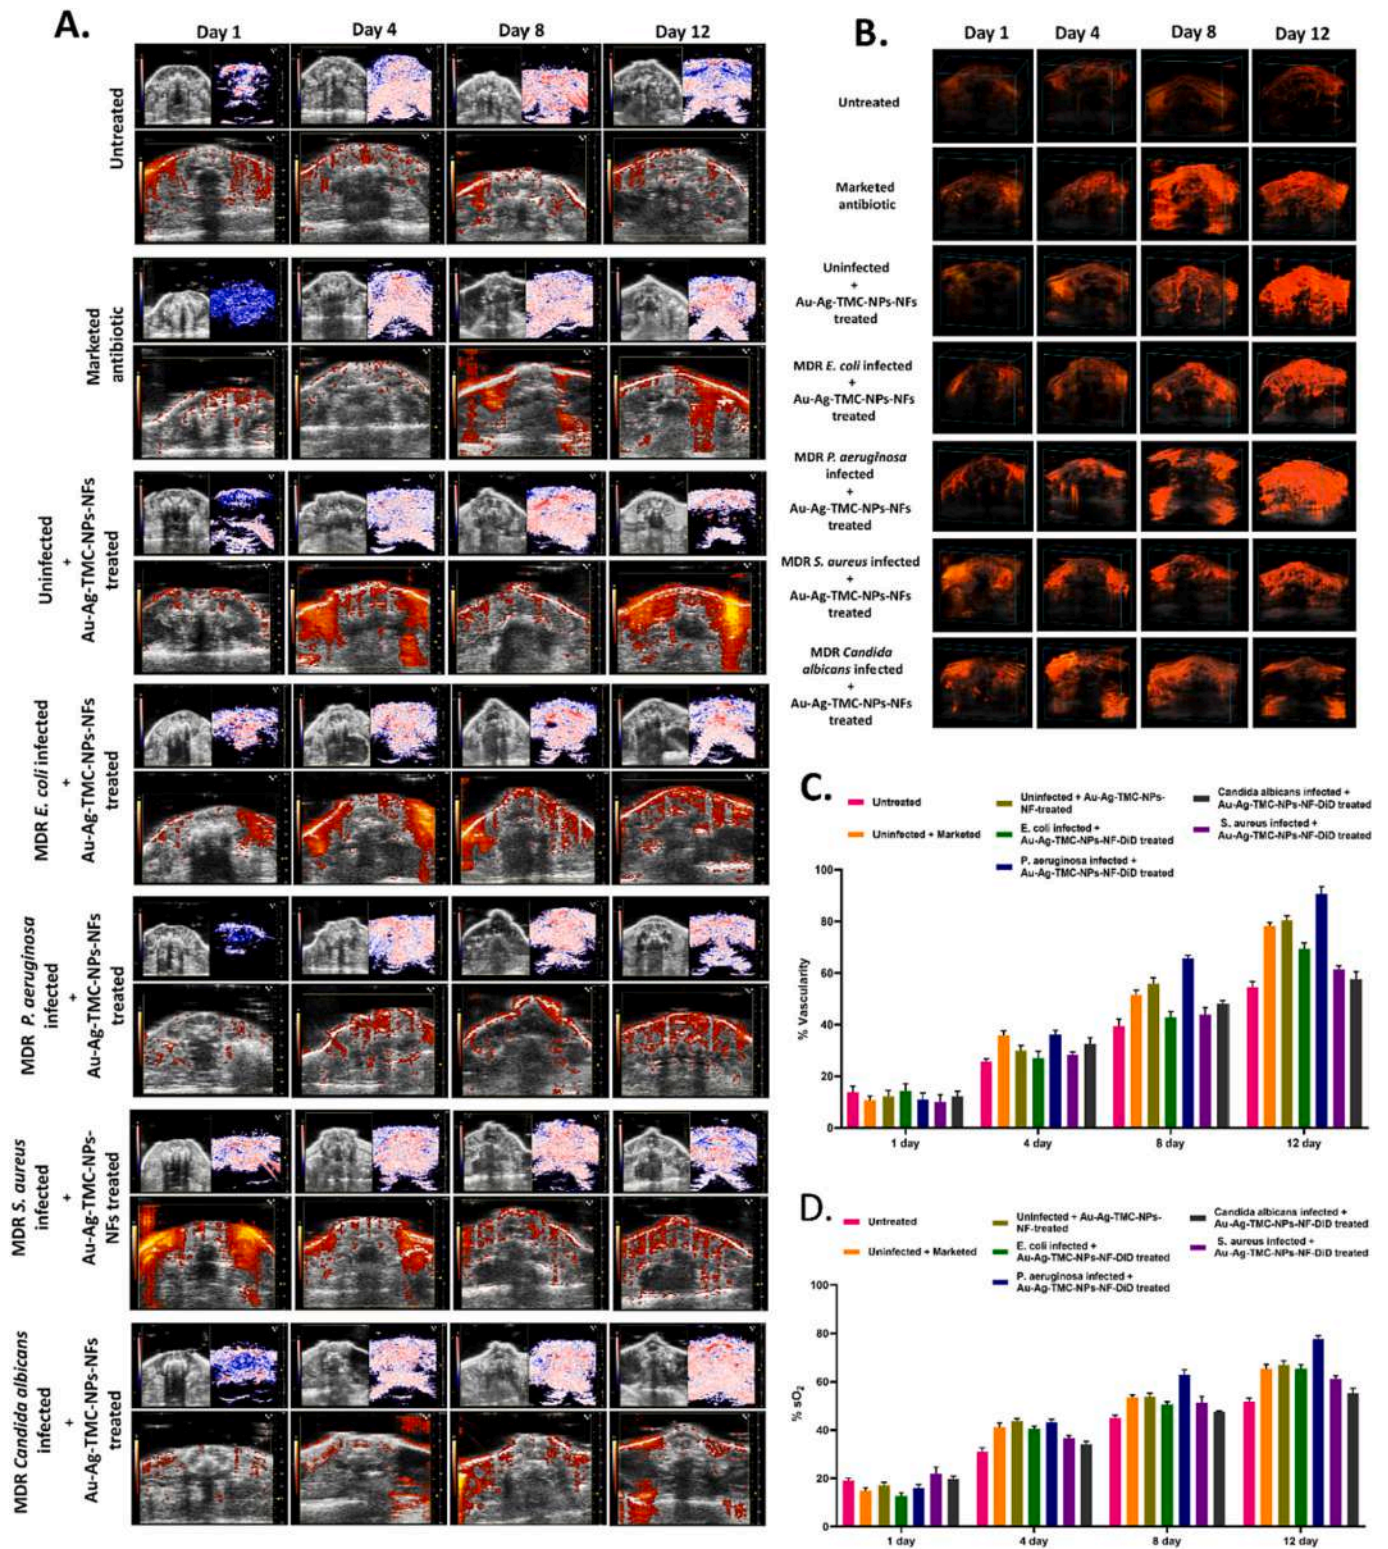 A.
Day 1
Day 4
Day 8
Day 12
Untreated
Marketed
antibiotic
Uninfected
+
Au-Ag-TMC-NPs-NFs
treated
MDR E. coli infected
+
Au-Ag-TMC-NPs-NFs
treated
MDR P. aeruginosa
infected
+
Au-Ag-TMC-NPs-NFs
treated
MDR S. aureus
infected
+
Au-Ag-TMC-NPs-
NFs treated
MDR Candida albicans
infected
+
Au-Ag-TMC-NPs-NFs
treated
B.
Day 1
Day 4
Day 8
Day 12
Untreated
Marketed
antibiotic
Uninfected
+
Au-Ag-TMC-NPs-NFs
treated
MDR E. coli infected
+
Au-Ag-TMC-NPs-NFs
treated
MDR P. aeruginosa
infected
+
Au-Ag-TMC-NPs-NFs
treated
MDR S. aureus infected
+
Au-Ag-TMC-NPs-NFs
treated
MDR Candida
albicans infected
+
Au-Ag-TMC-NPs-NFs
treated
C.
Untreated
Uninfected + Marketed
Uninfected + Au-Ag-TMC-NPs-
NF-treated
E. coli infected +
Au-Ag-TMC-NPs-NF-DiD treated
P. aeruginosa infected +
Au-Ag-TMC-NPs-NF-DiD treated
Candida albicans infected +
Au-Ag-TMC-NPs-NF-DiD treated
S. aureus infected +
Au-Ag-TMC-NPs-NF-DiD treated
% Vascularity
100
80
60
40
20
0
1 day
4 day
8 day
12 day
D.
Untreated
Uninfected + Marketed
Uninfected + Au-Ag-TMC-NPs-
NF-treated
E. coli infected +
Au-Ag-TMC-NPs-NF-DiD treated
P. aeruginosa infected +
Au-Ag-TMC-NPs-NF-DiD treated
Candida albicans infected +
Au-Ag-TMC-NPs-NF-DiD treated
S. aureus infected +
Au-Ag-TMC-NPs-NF-DiD treated
% sO₂
100
80
60
40
20
0
1 day
4 day
8 day
12 day